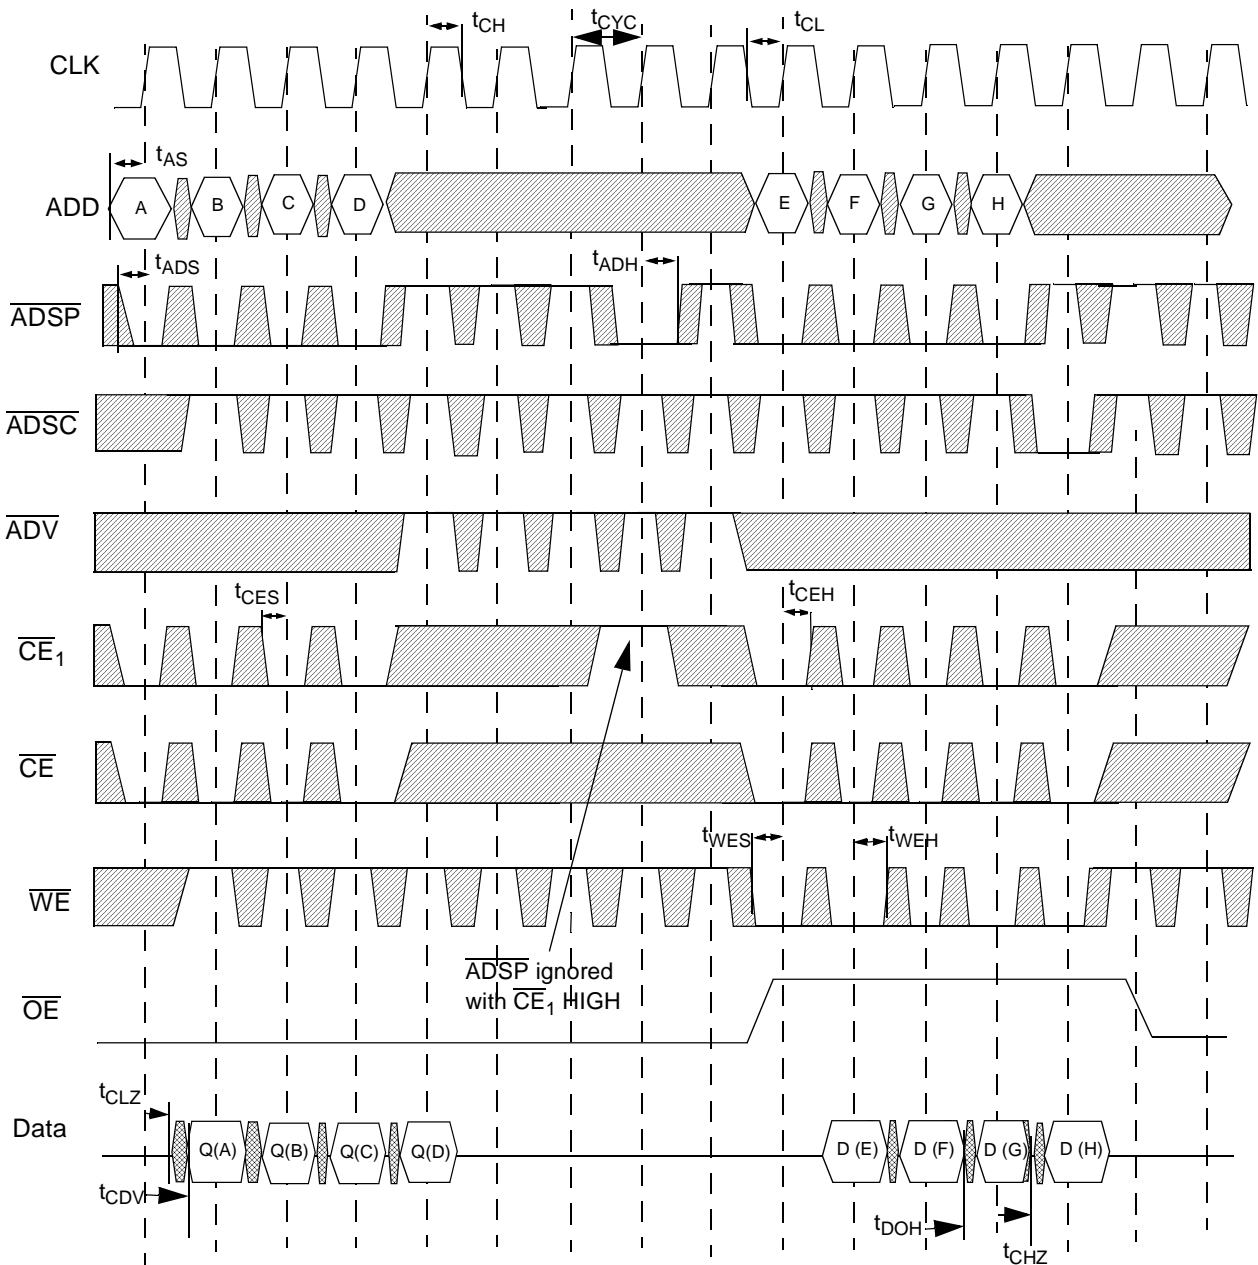 tCH
tCYC
tCL
CLK
tAS
ADD
A
B
C
D
E
F
G
H
tADS
tADH
ADSP
ADSC
ADV
tCES
tCEH
CE1
CE
tWES
tWEH
WE
ADSP ignored
with CE1 HIGH
OE
tCLZ
Data
Q(A)
Q(B)
Q(C)
Q(D)
D (E)
D (F)
D (G)
D (H)
tCDV
tDOH
tCHZ